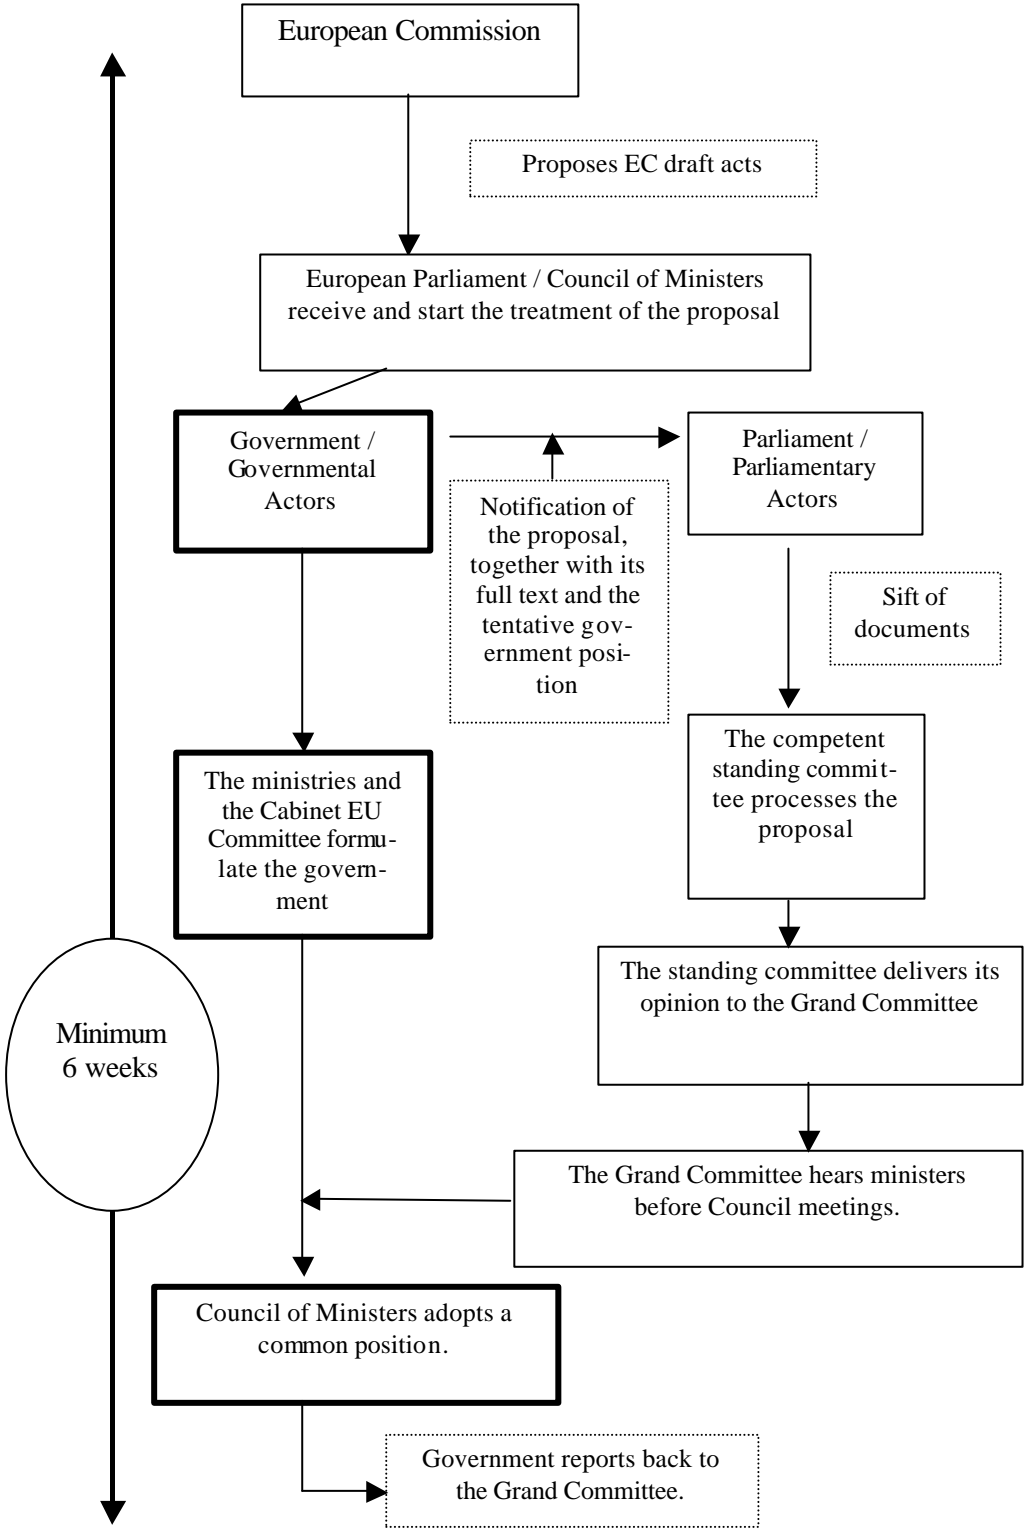 European Commission
Proposes EC draft acts
European Parliament / Council of Ministers
receive and start the treatment of the proposal
Government /
Governmental
Actors
Notification of
the proposal,
together with its
full text and the
tentative gov-
ernment posi-
tion
Parliament /
Parliamentary
Actors
Sift of
documents
The ministries and
the Cabinet EU
Committee formu-
late the govern-
ment
The competent
standing commit-
tee processes the
proposal
The standing committee delivers its
opinion to the Grand Committee
Minimum
6 weeks
The Grand Committee hears ministers
before Council meetings.
Council of Ministers adopts a
common position.
Government reports back to
the Grand Committee.